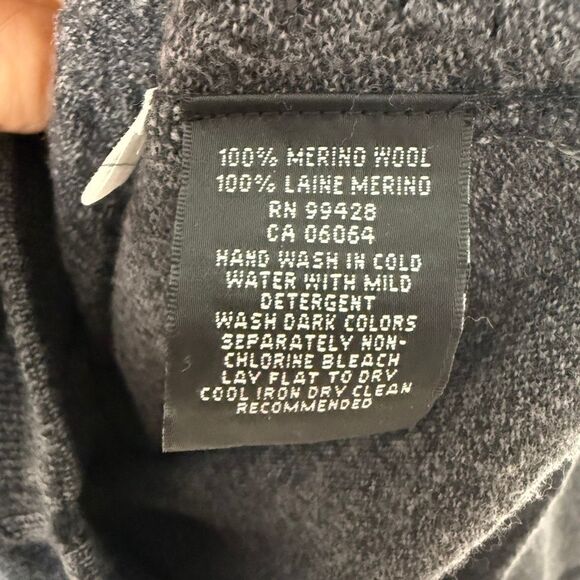 100% MERINO WOOL
100% LAINE MERINO
RN 99428
CA 06064
HAND WASH IN COLD
WATER WITH MILD
DETERGENT
WASH DARK COLORS
SEPARATELY NON-
CHLORINE BLEACH
LAY FLAT TO DRY
COOL IRON DRY CLEAN
RECOMMENDED